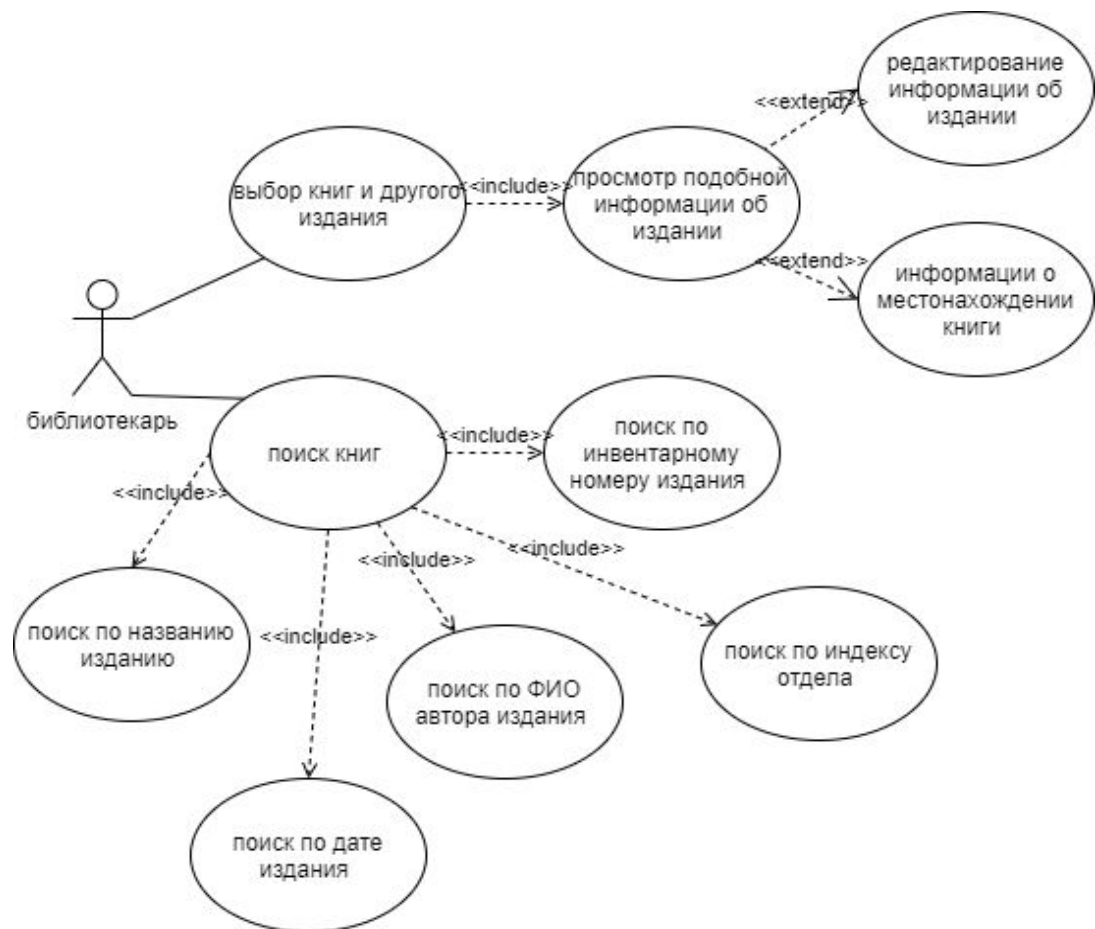 редактирование
информации об
издании
<<extend>>
выбор книг и другого
издания
<<include>>
просмотр подобной
информации об
издании
<<extend>>
информации о
местонахождении
книги
библиотекарь
поиск книг
<<include>>
поиск по
инвентарному
номеру издания
<<include>>
<<include>>
<<include>>
<<include>>
поиск по названию
изданию
поиск по ФИО
автора издания
поиск по индексу
отдела
поиск по дате
издания